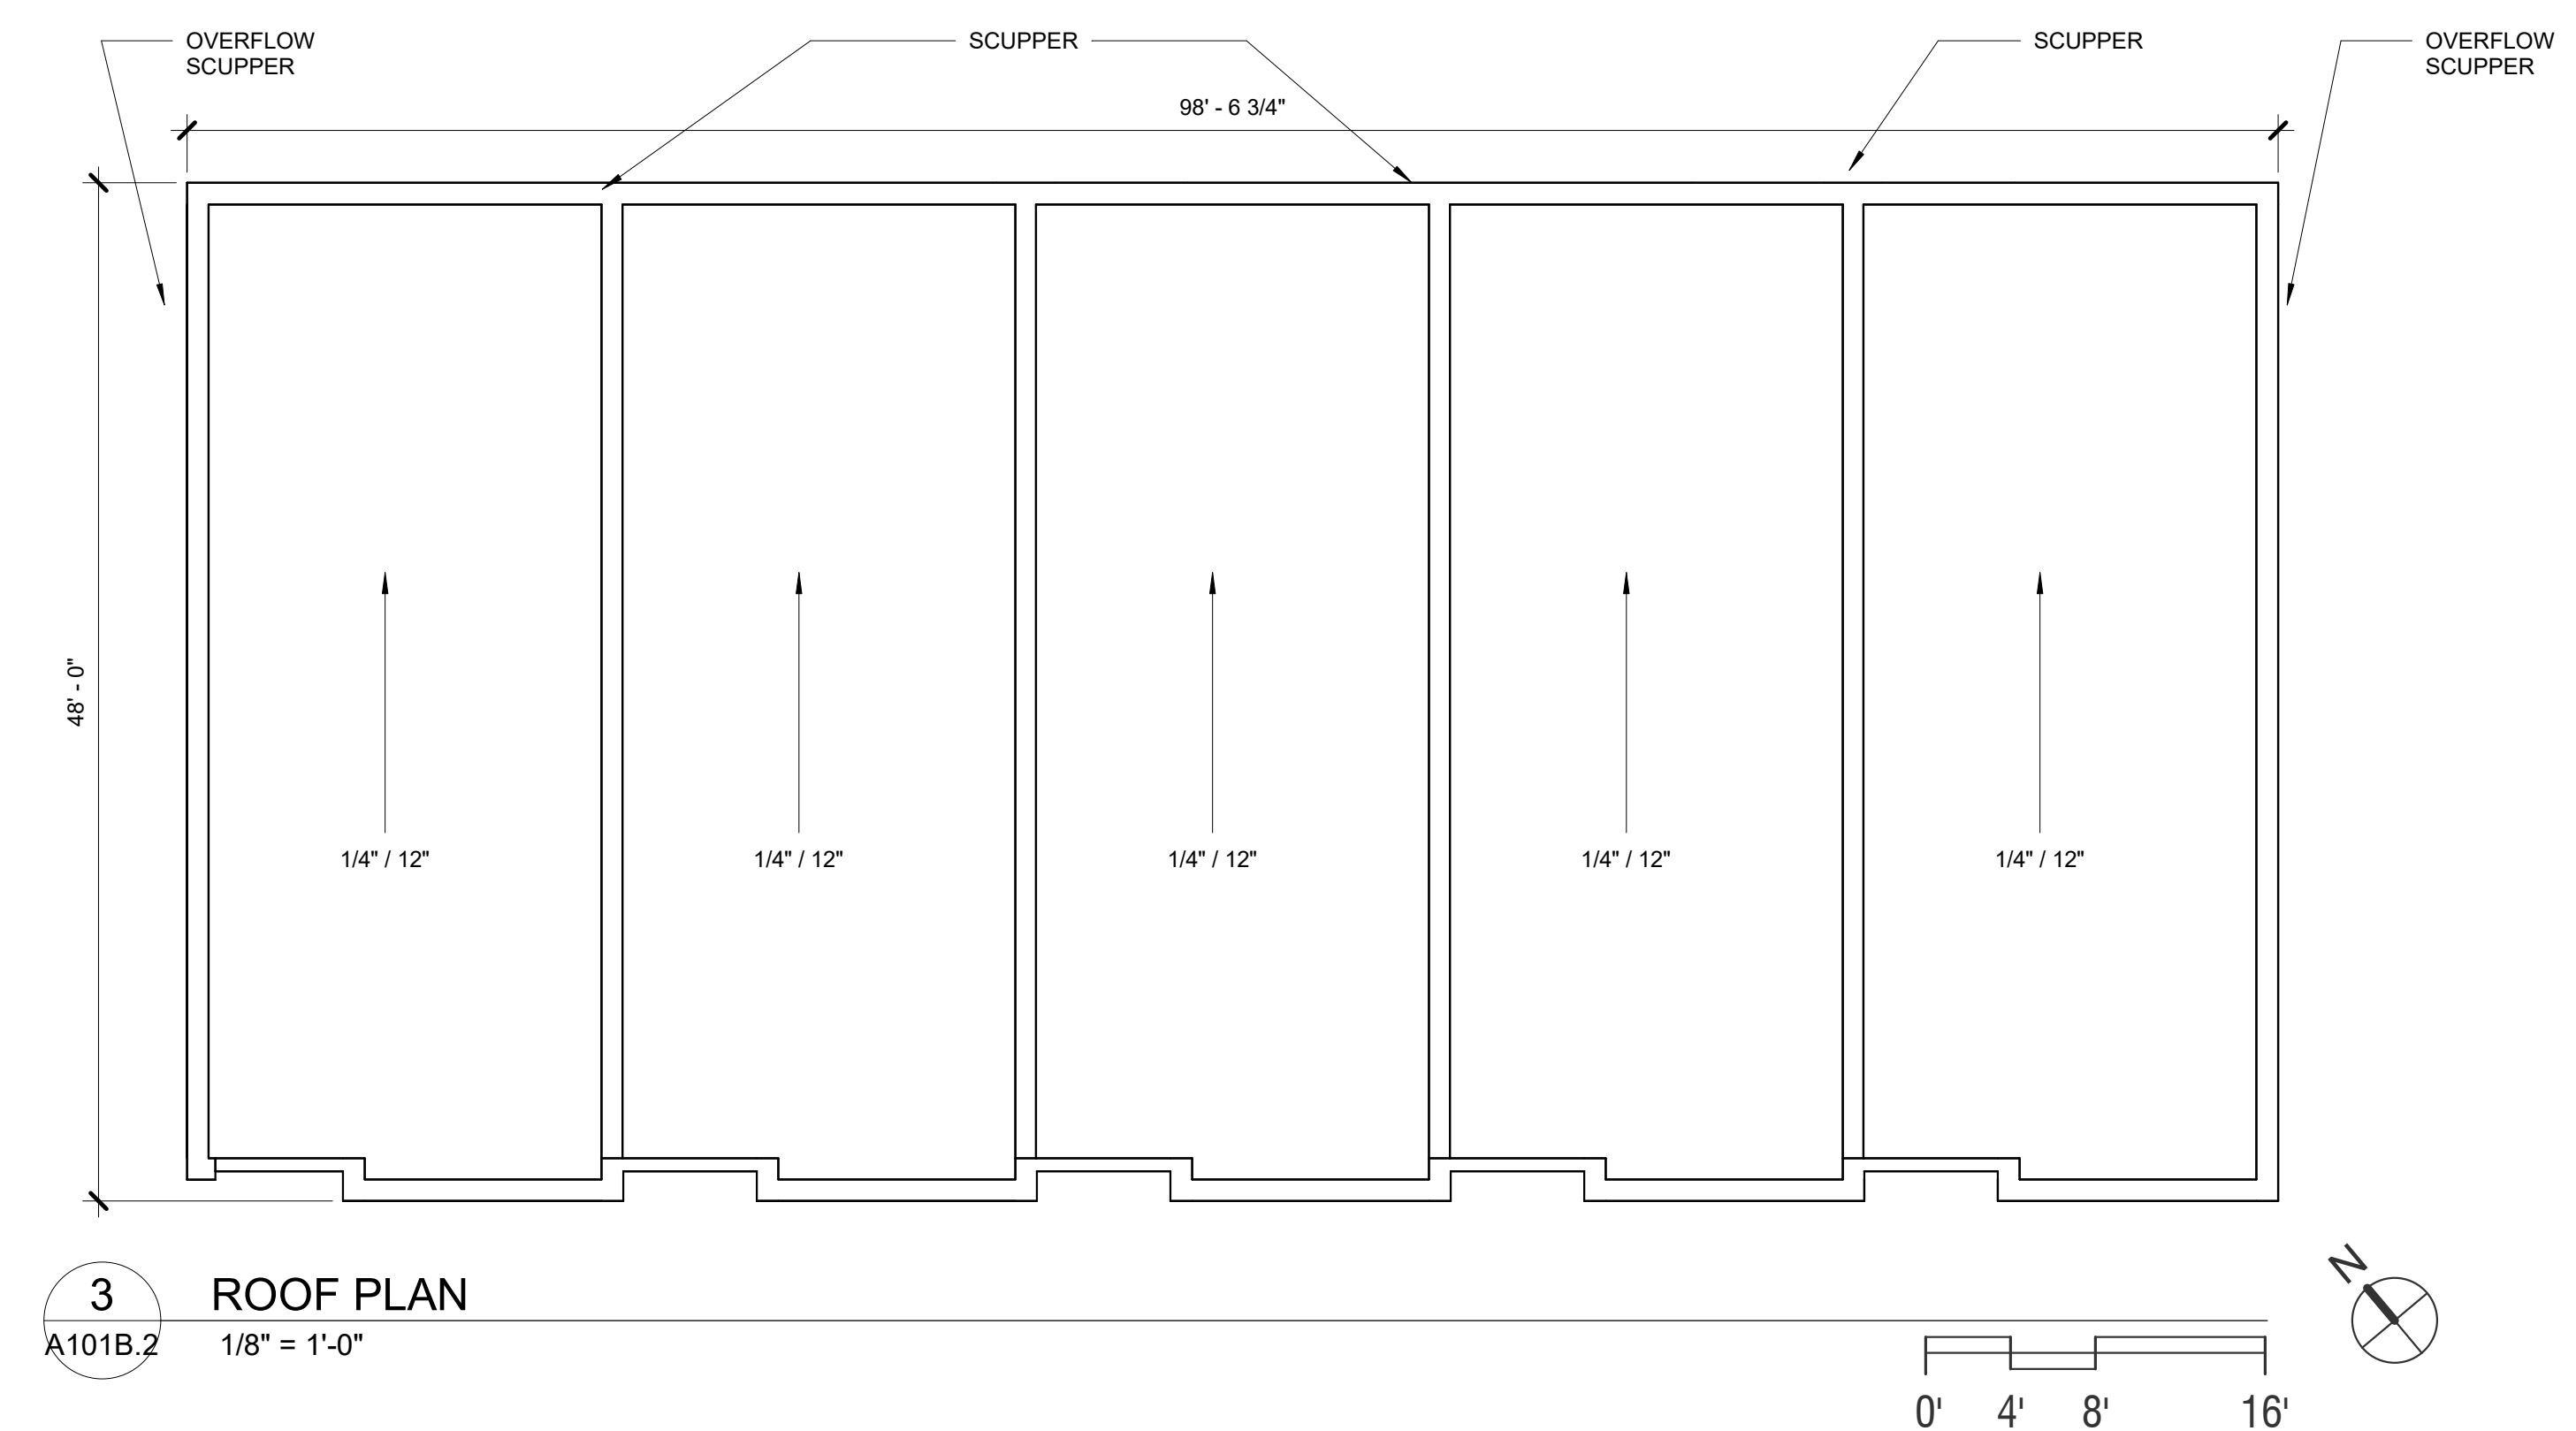 OVERFLOW
SCUPPER
SCUPPER
SCUPPER
OVERFLOW
SCUPPER
98' - 6 3/4"
48' - 0"
1/4" / 12"
1/4" / 12"
1/4" / 12"
1/4" / 12"
1/4" / 12"
3
ROOF PLAN
A101B.2
1/8" = 1'-0"
N
0' 4' 8' 16'